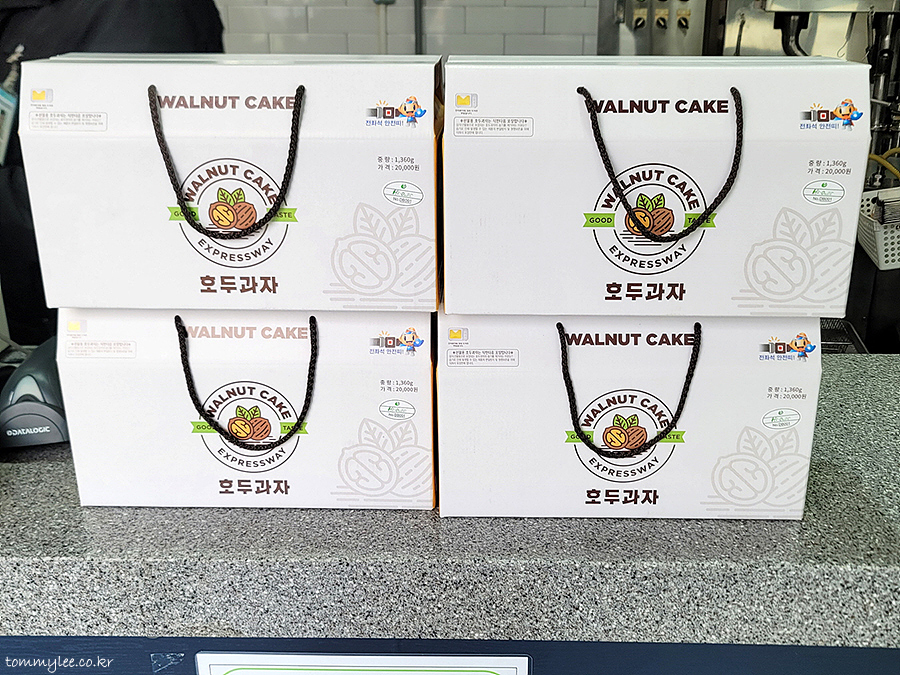 WALNUT CAKE
전좌석 안전띠!
중 량 : 1,360g
가 격 : 20,000원
WALNUT CAKE
GOOD TASTE
EXPRESSWAY
호두과자
WALNUT CAKE
전좌석 안전띠!
중 량 : 1,360g
가 격 : 20,000원
WALNUT CAKE
GOOD TASTE
EXPRESSWAY
호두과자
WALNUT CAKE
전좌석 안전띠!
중 량 : 1,360g
가 격 : 20,000원
WALNUT CAKE
GOOD TASTE
EXPRESSWAY
호두과자
WALNUT CAKE
전좌석 안전띠!
중 량 : 1,360g
가 격 : 20,000원
WALNUT CAKE
GOOD TASTE
EXPRESSWAY
호두과자
DATALOGIC
tommylee.co.kr